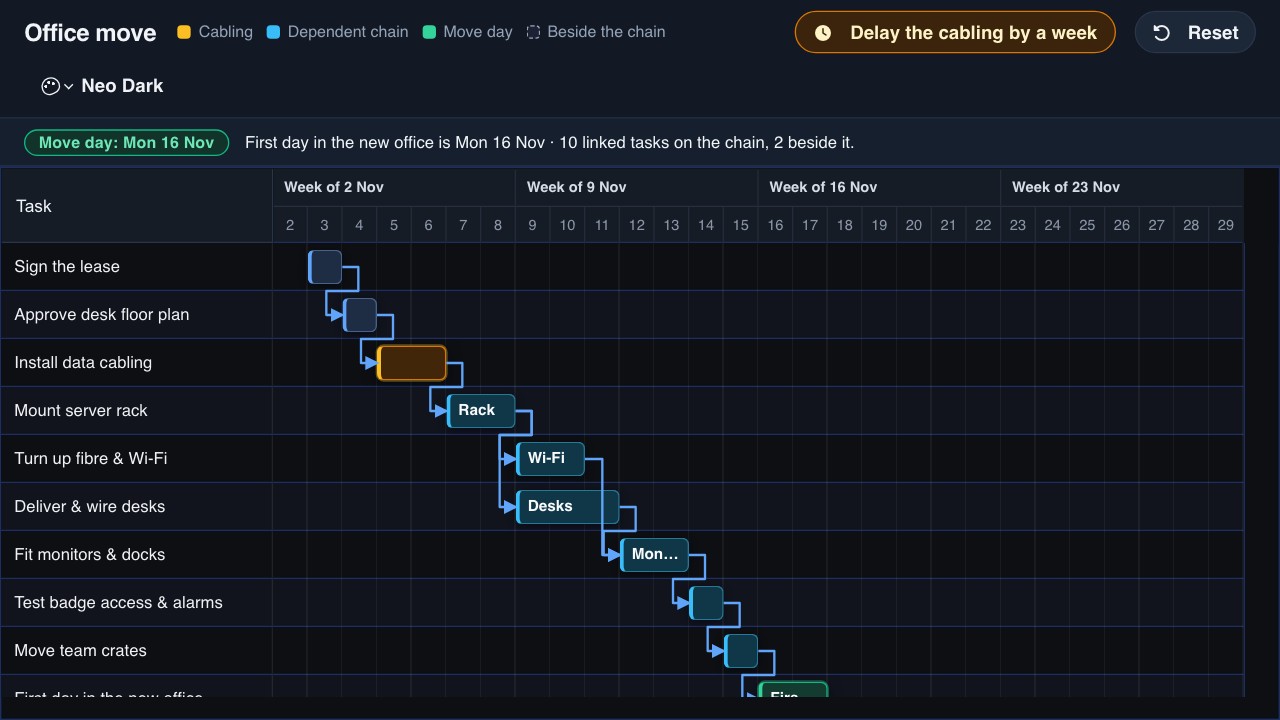 Office move Cabling Dependent chain Move day Beside the chain Delay the cabling by a week Reset
Neo Dark
Move day: Mon 16 Nov First day in the new office is Mon 16 Nov · 10 linked tasks on the chain, 2 beside it.
Task Week of 2 Nov Week of 9 Nov Week of 16 Nov Week of 23 Nov
2 3 4 5 6 7 8 9 10 11 12 13 14 15 16 17 18 19 20 21 22 23 24 25 26 27 28 29
Sign the lease
Approve desk floor plan
Install data cabling
Mount server rack Rack
Turn up fibre & Wi-Fi Wi-Fi
Deliver & wire desks Desks
Fit monitors & docks Mon…
Test badge access & alarms
Move team crates
First day in the new office